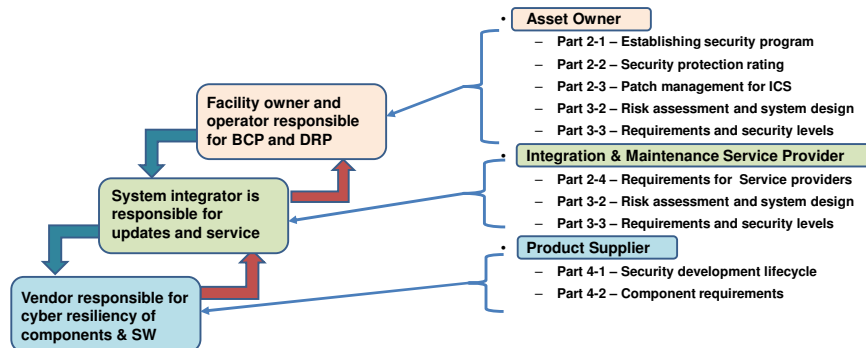 Facility owner and
operator responsible
for BCP and DRP
System integrator is
responsible for
updates and service
Vendor responsible for
cyber resiliency of
components & SW
• Asset Owner
– Part 2-1 – Establishing security program
– Part 2-2 – Security protection rating
– Part 2-3 – Patch management for ICS
– Part 3-2 – Risk assessment and system design
– Part 3-3 – Requirements and security levels
• Integration & Maintenance Service Provider
– Part 2-4 – Requirements for Service providers
– Part 3-2 – Risk assessment and system design
– Part 3-3 – Requirements and security levels
• Product Supplier
– Part 4-1 – Security development lifecycle
– Part 4-2 – Component requirements